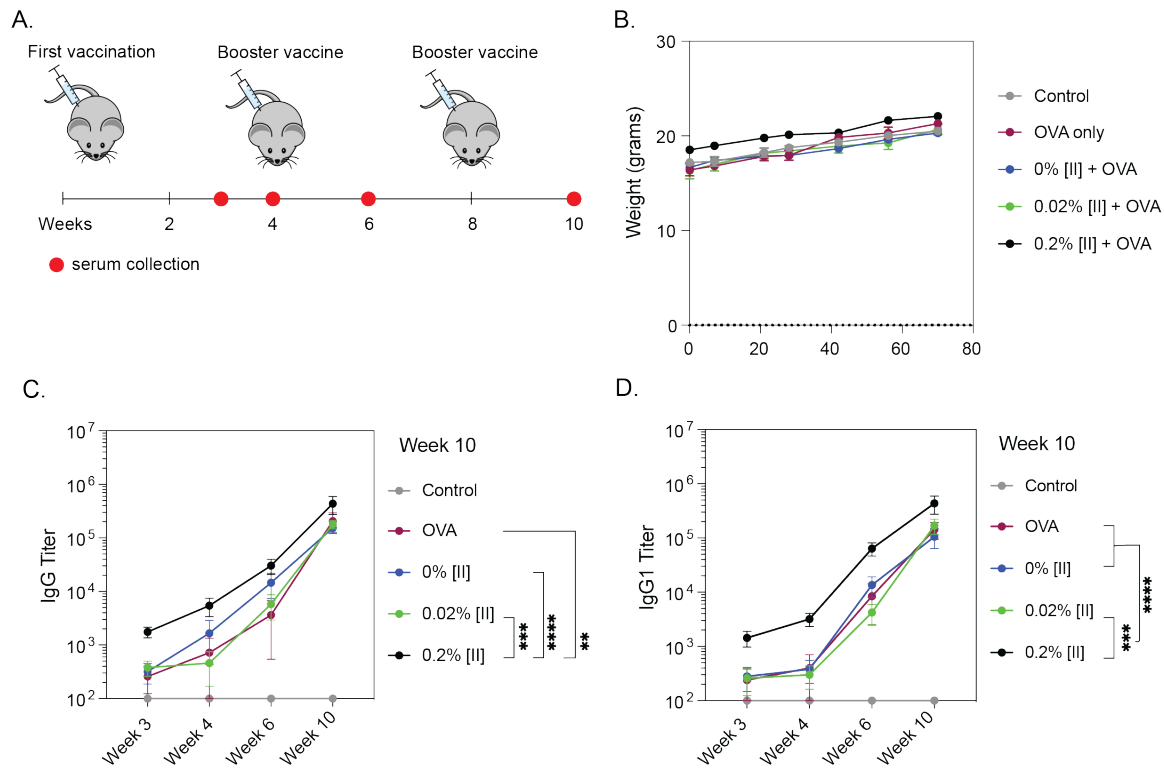 A.
First vaccination
Booster vaccine
Booster vaccine
Weeks
2
4
6
8
10
serum collection
B.
Weight (grams)
30
20
10
0
0
20
40
60
80
Control
OVA only
0% [II] + OVA
0.02% [II] + OVA
0.2% [II] + OVA
C.
IgG Titer
10⁷
10⁶
10⁵
10⁴
10³
10²
Week 3
Week 4
Week 6
Week 10
Week 10
Control
OVA
0% [II]
0.02% [II]
0.2% [II]
***
****
**
D.
IgG1 Titer
10⁷
10⁶
10⁵
10⁴
10³
10²
Week 3
Week 4
Week 6
Week 10
Week 10
Control
OVA
0% [II]
0.02% [II]
0.2% [II]
***
****